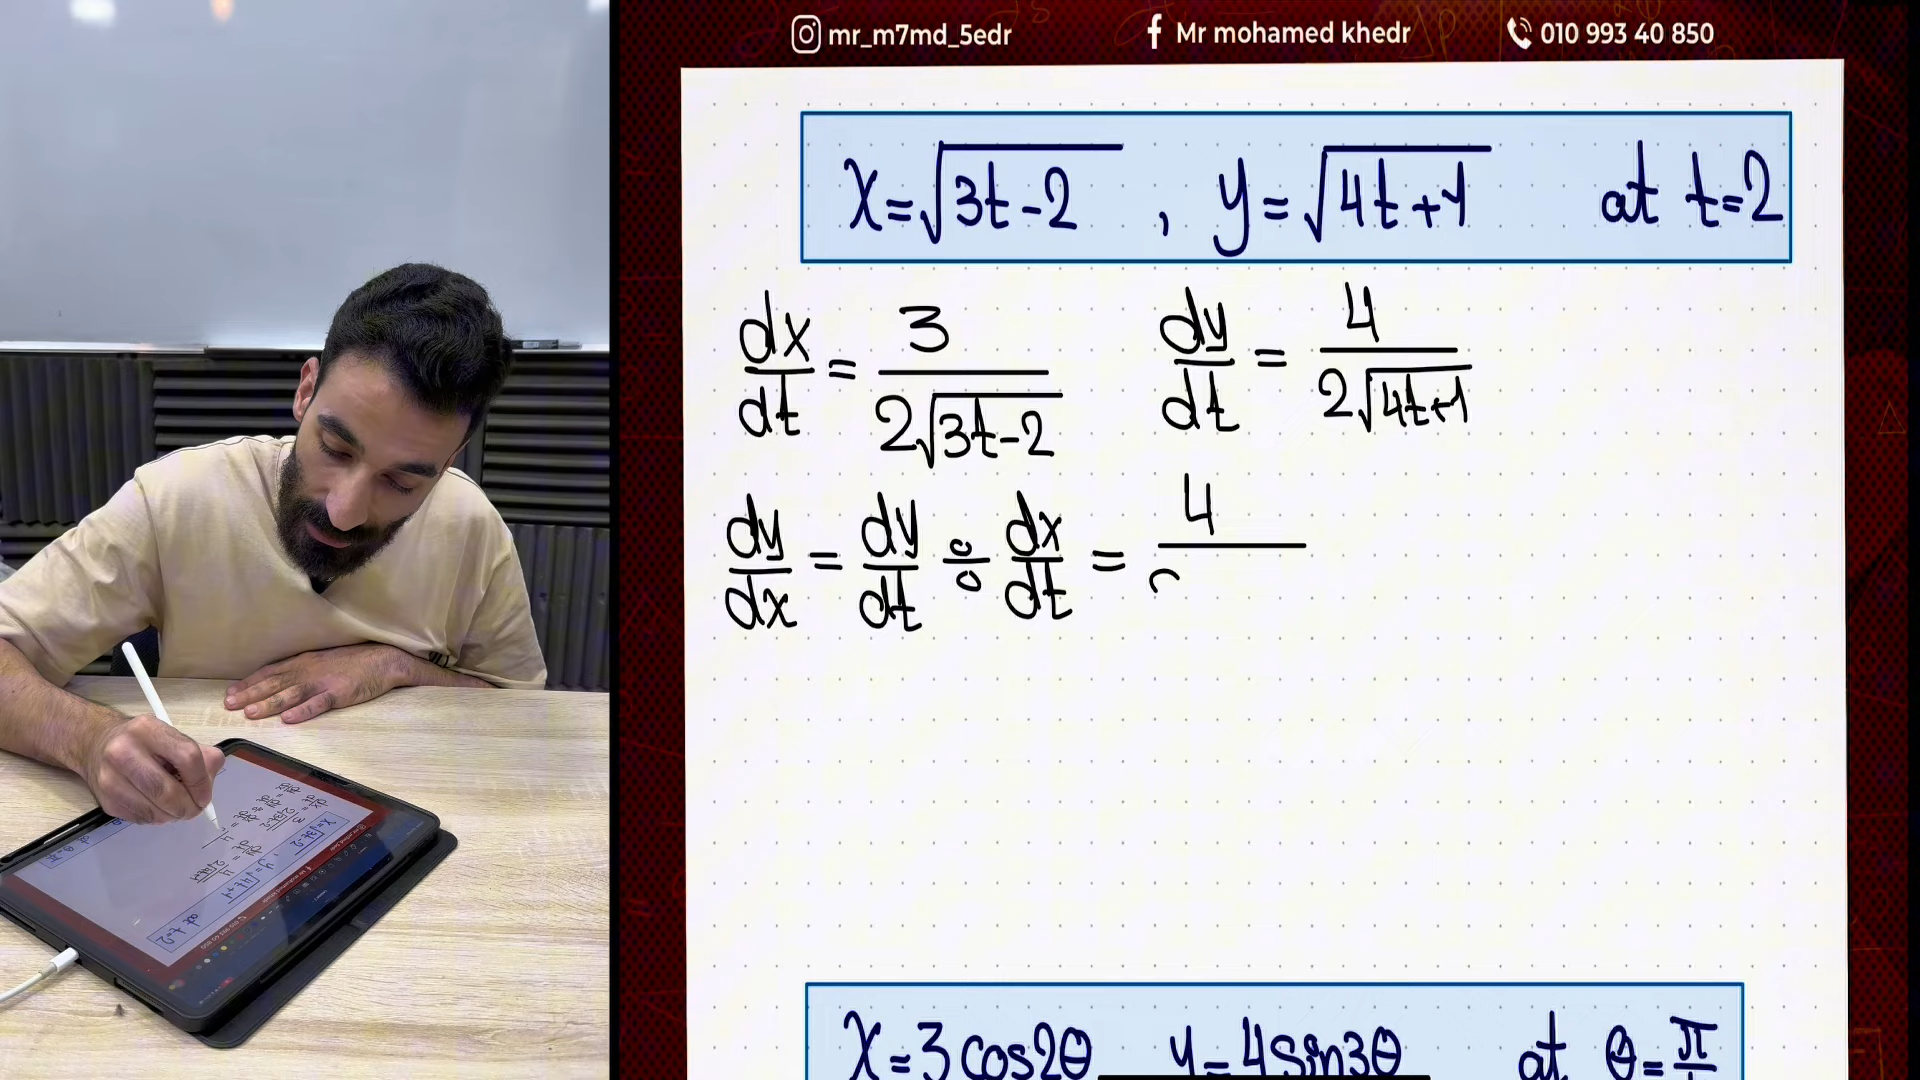 mr_m7md_5edr Mr mohamed khedr 010 993 40 850
x=√3t-2 , y=√4t+1 at t=2
dx/dt = 3/2√3t-2 dy/dt = 4/2√4t+1
dy/dx = dy/dt ÷ dx/dt = 4/
x=3cos2θ y=4sin3θ at θ=π